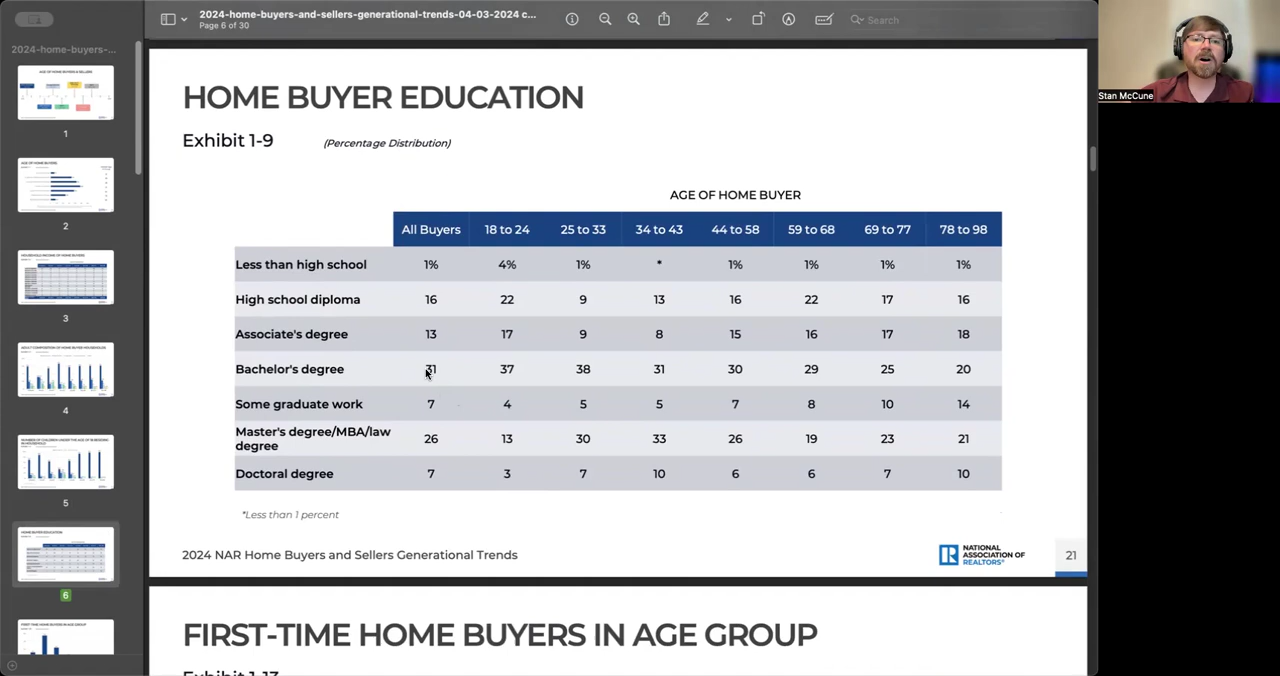 2024-home-buyers-and-sellers-generational-trends-04-03-2024 c...
Page 6 of 30
Search
2024-home-buyers-...
1
2
3
4
5
6
HOME BUYER EDUCATION
Exhibit 1-9 (Percentage Distribution)
AGE OF HOME BUYER
All Buyers 18 to 24 25 to 33 34 to 43 44 to 58 59 to 68 69 to 77 78 to 98
Less than high school 1% 4% 1% * 1% 1% 1% 1%
High school diploma 16 22 9 13 16 22 17 16
Associate's degree 13 17 9 8 15 16 17 18
Bachelor's degree 31 37 38 31 30 29 25 20
Some graduate work 7 4 5 5 7 8 10 14
Master's degree/MBA/law
degree 26 13 30 33 26 19 23 21
Doctoral degree 7 3 7 10 6 6 7 10
*Less than 1 percent
2024 NAR Home Buyers and Sellers Generational Trends
NATIONAL
ASSOCIATION OF
REALTORS®
21
FIRST-TIME HOME BUYERS IN AGE GROUP
Exhibit 1-13
Stan McCune